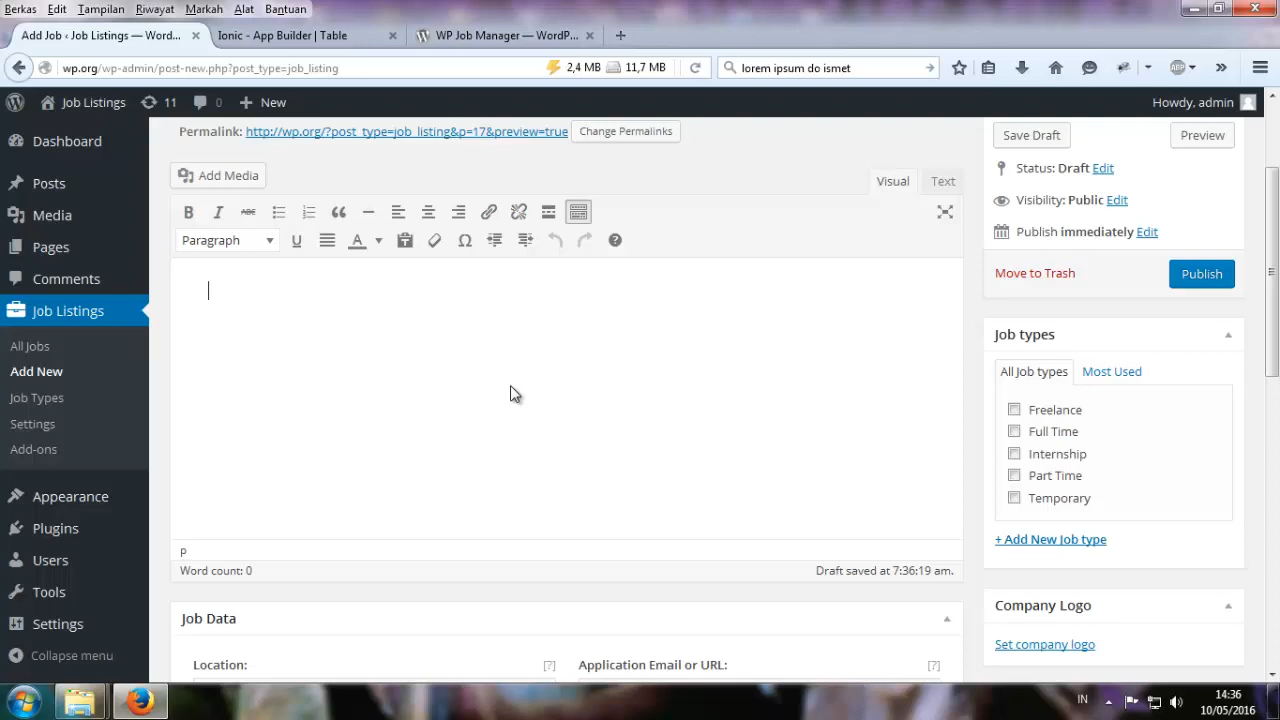 Berkas Edit Tampilan Riwayat Markah Alat Bantuan
Add Job ‹ Job Listings — Word... × Ionic - App Builder | Table × WP Job Manager — WordP... ×
wp.org/wp-admin/post-new.php?post_type=job_listing 2,4 MB 11,7 MB lorem ipsum do ismet ABP
Job Listings 11 0 New Howdy, admin
Dashboard
Posts
Media
Pages
Comments
Job Listings
All Jobs
Add New
Job Types
Settings
Add-ons
Appearance
Plugins
Users
Tools
Settings
Collapse menu
Permalink: http://wp.org/?post_type=job_listing&p=17&preview=true Change Permalinks
Add Media
Visual Text
B I ABC
Paragraph U A
p
Word count: 0 Draft saved at 7:36:19 am.
Job Data
Location: [?] Application Email or URL: [?]
Save Draft Preview
Status: Draft Edit
Visibility: Public Edit
Publish immediately Edit
Move to Trash Publish
Job types
All Job types Most Used
Freelance
Full Time
Internship
Part Time
Temporary
+ Add New Job type
Company Logo
Set company logo
IN 14:36
10/05/2016